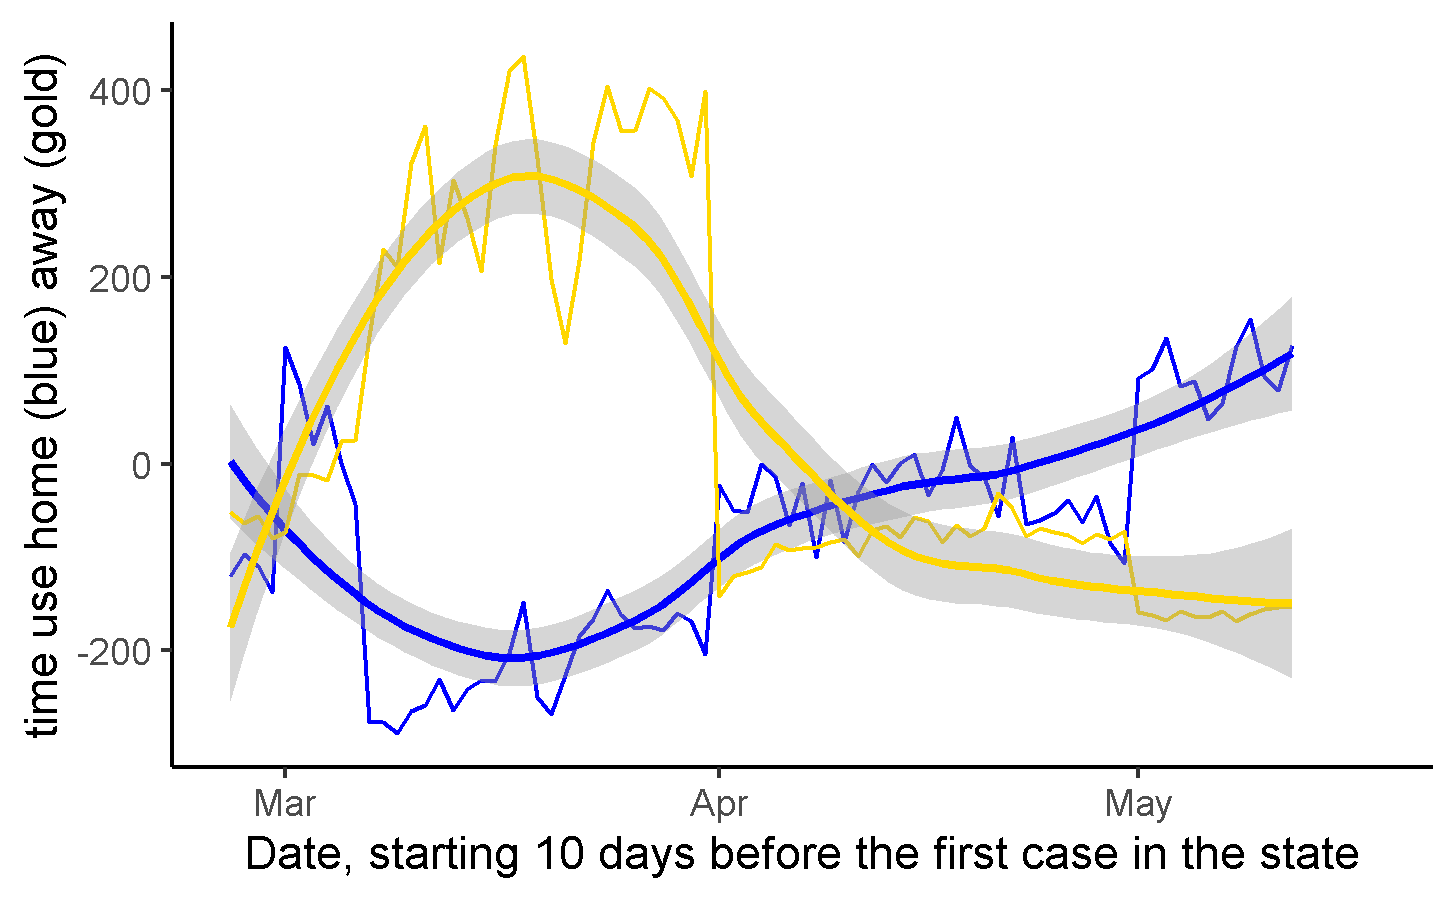 time use home (blue) away (gold)
400
200
0
-200
Mar Apr May
Date, starting 10 days before the first case in the state